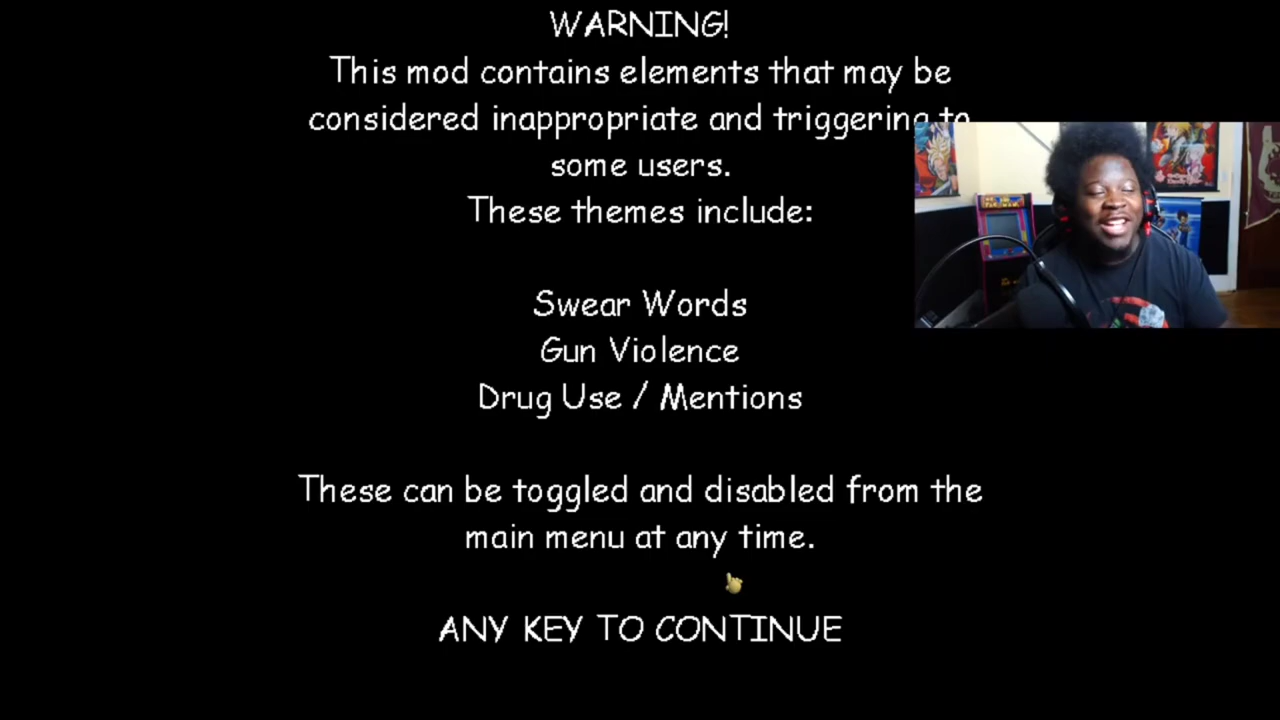 WARNING!
This mod contains elements that may be
considered inappropriate and triggering to
some users.
These themes include:
Swear Words
Gun Violence
Drug Use / Mentions
These can be toggled and disabled from the
main menu at any time.
ANY KEY TO CONTINUE